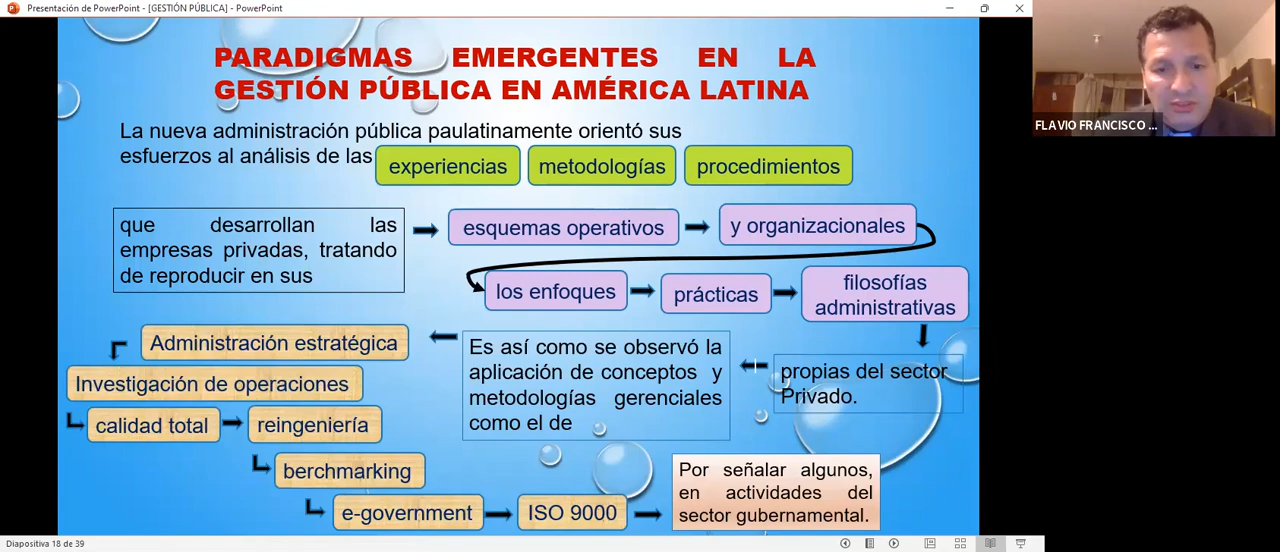 Presentación de PowerPoint - [GESTIÓN PÚBLICA] - PowerPoint
FLAVIO FRANCISCO ...
PARADIGMAS EMERGENTES EN LA
GESTIÓN PÚBLICA EN AMÉRICA LATINA
La nueva administración pública paulatinamente orientó sus
esfuerzos al análisis de las
experiencias
metodologías
procedimientos
que desarrollan las
empresas privadas, tratando
de reproducir en sus
esquemas operativos
y organizacionales
los enfoques
prácticas
filosofías
administrativas
propias del sector
Privado.
Es así como se observó la
aplicación de conceptos y
metodologías gerenciales
como el de
Administración estratégica
Investigación de operaciones
calidad total
reingeniería
berchmarking
e-government
ISO 9000
Por señalar algunos,
en actividades del
sector gubernamental.
Diapositiva 18 de 39